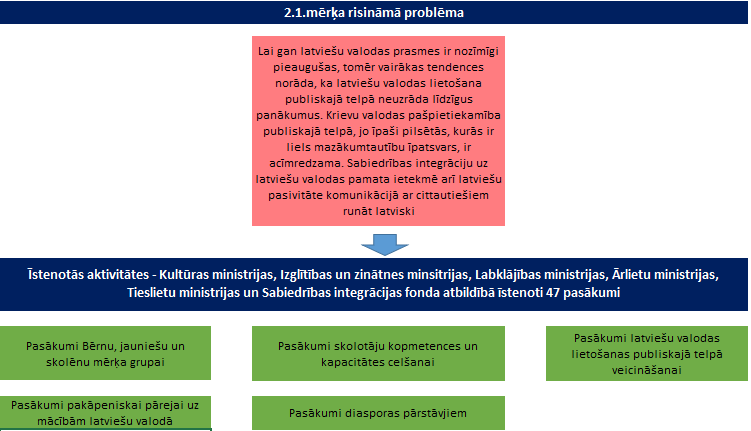 2.1.mērķa risināmā problēma
Lai gan latviešu valodas prasmes ir nozīmīgi
pieaugušas, tomēr vairākas tendences
norāda, ka latviešu valodas lietošana
publiskajā telpā neuzrāda līdzīgus
panākumus. Krievu valodas pašpietiekamība
publiskajā telpā, jo īpaši pilsētās, kurās ir
liels mazākumtautību īpatsvars, ir
acīmredzama. Sabiedrības integrāciju uz
latviešu valodas pamata ietekmē arī latviešu
pasivitāte komunikācijā ar cittautiešiem
runāt latviski
Īstenotās aktivitātes - Kultūras ministrijas, Izglītības un zinātnes minsitrijas, Labklājības ministrijas, Ārlietu ministrijas,
Tieslietu ministrijas un Sabiedrības integrācijas fonda atbildībā īstenoti 47 pasākumi
Pasākumi Bērnu, jauniešu un
skolēnu mērķa grupai
Pasākumi skolotāju kopmetences un
kapacitātes celšanai
Pasākumi latviešu valodas
lietošanas publiskajā telpā
veicināšanai
Pasākumi pakāpeniskai pārejai uz
mācībām latviešu valodā
Pasākumi diasporas pārstāvjiem